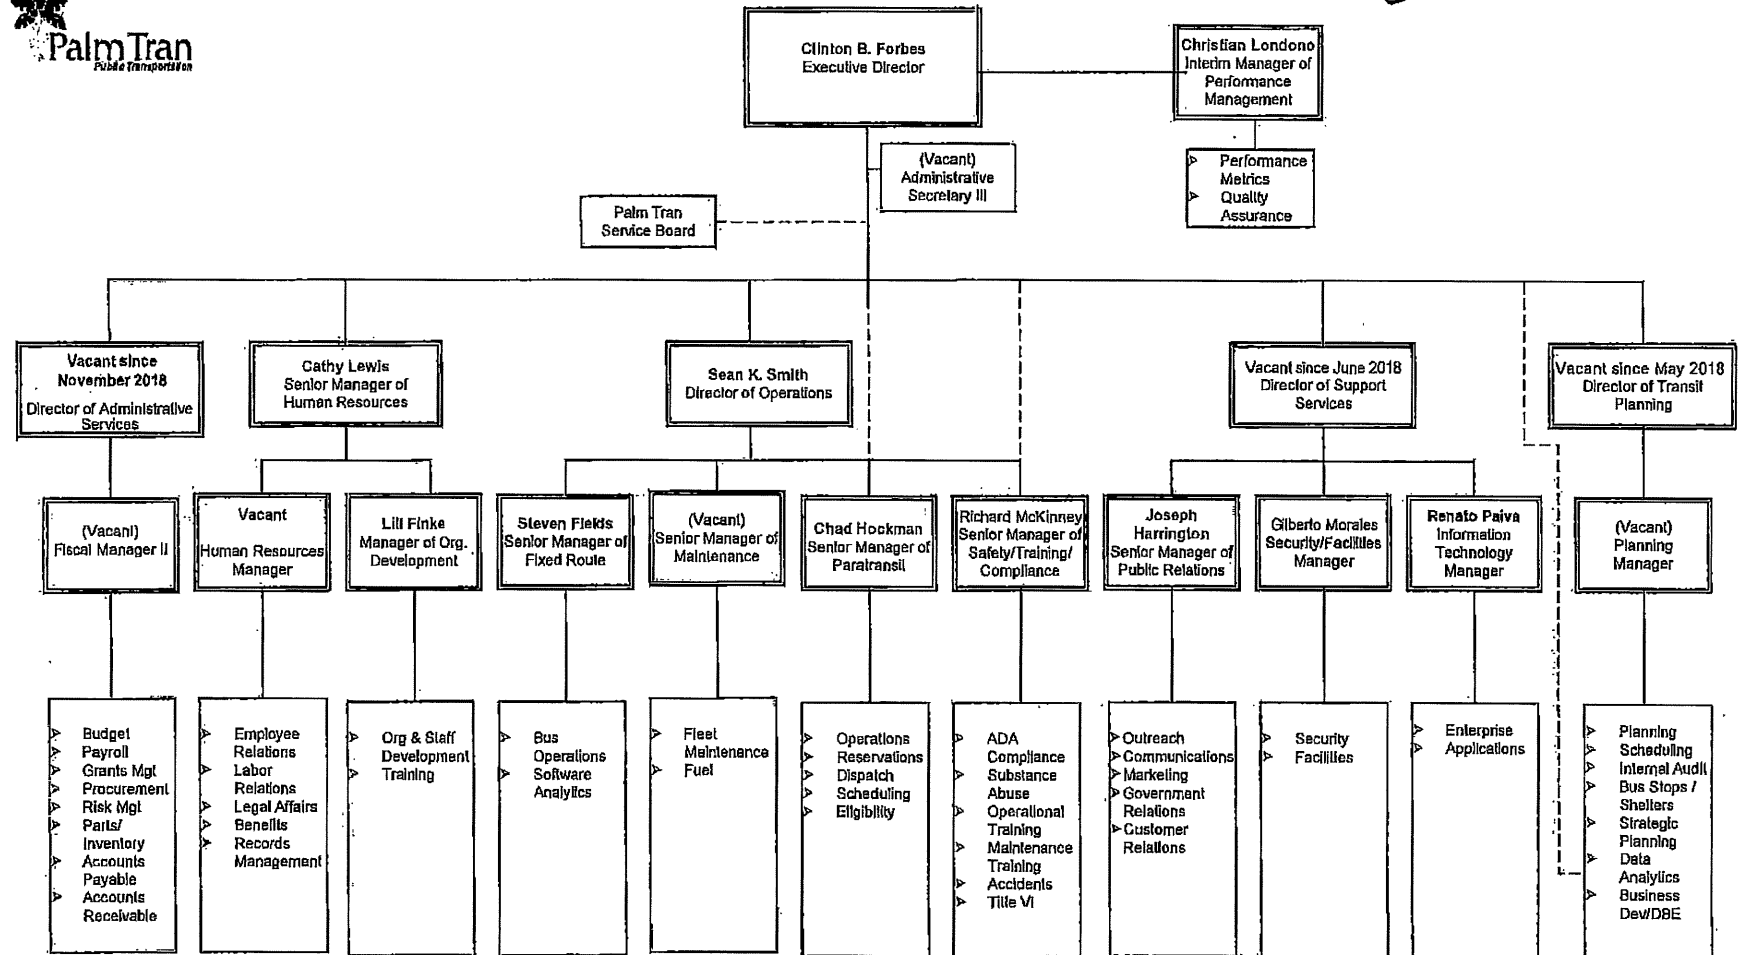 PalmTran
Public Transportation
Clinton B. Forbes
Executive Director
Christian Londono
Interim Manager of
Performance
Management
(Vacant)
Administrative
Secretary III
Performance
Metrics
Quality
Assurance
Palm Tran
Service Board
Vacant since
November 2018
Director of Administrative
Services
Cathy Lewis
Senior Manager of
Human Resources
Sean K. Smith
Director of Operations
Vacant since June 2018
Director of Support
Services
Vacant since May 2018
Director of Transit
Planning
(Vacant)
Fiscal Manager II
Vacant
Human Resources
Manager
Lill Finke
Manager of Org.
Development
Steven Fields
Senior Manager of
Fixed Route
(Vacant)
Senior Manager of
Maintenance
Chad Hockman
Senior Manager of
Paratransit
Richard McKinney
Senior Manager of
Safety/Training/
Compliance
Joseph
Harrington
Senior Manager of
Public Relations
Gilberto Morales
Security/Facilities
Manager
Renato Paiva
Information
Technology
Manager
(Vacant)
Planning
Manager
Budget
Payroll
Grants Mgt
Procurement
Risk Mgt
Parts/
Inventory
Accounts
Payable
Accounts
Receivable
Employee
Relations
Labor
Relations
Legal Affairs
Benefits
Records
Management
Org & Staff
Development
Training
Bus
Operations
Software
Analytics
Fleet
Maintenance
Fuel
Operations
Reservations
Dispatch
Scheduling
Eligibility
ADA
Compliance
Substance
Abuse
Operational
Training
Maintenance
Training
Accidents
Title VI
Outreach
Communications
Marketing
Government
Relations
Customer
Relations
Security
Facilities
Enterprise
Applications
Planning
Scheduling
Internal Audit
Bus Stops /
Shelters
Strategic
Planning
Data
Analytics
Business
Dev/DBE